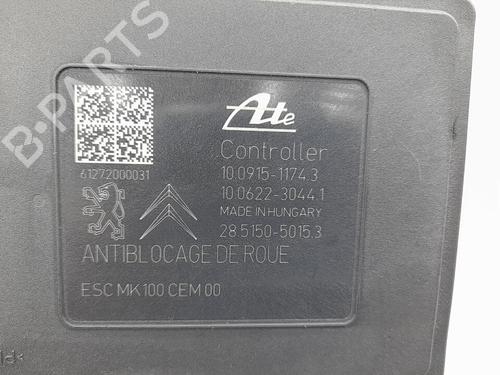 B-PARTS
Ate
Controller
10.0915-1174.3
10.0622-3044.1
61272000031
MADE IN HUNGARY
28.5150-5015.3
ANTIBLOCAGE DE ROUE
ESC MK100 CEM 00